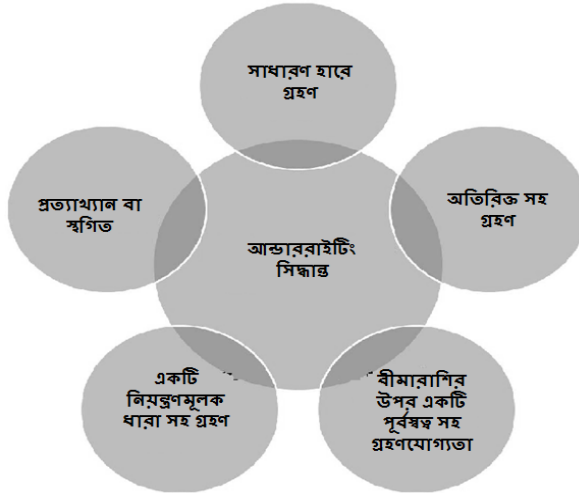 সাধারণ হারে
গ্রহণ
প্রত্যাখ্যান বা
স্থগিত
অতিরিক্ত সহ
গ্রহণ
আন্ডাররাইটিং
সিদ্ধান্ত
একটি
নিয়ন্ত্রণমূলক
ধারা সহ গ্রহণ
বীমারাশির
উপর একটি
পূর্বস্বত্ব সহ
গ্রহণযোগ্যতা